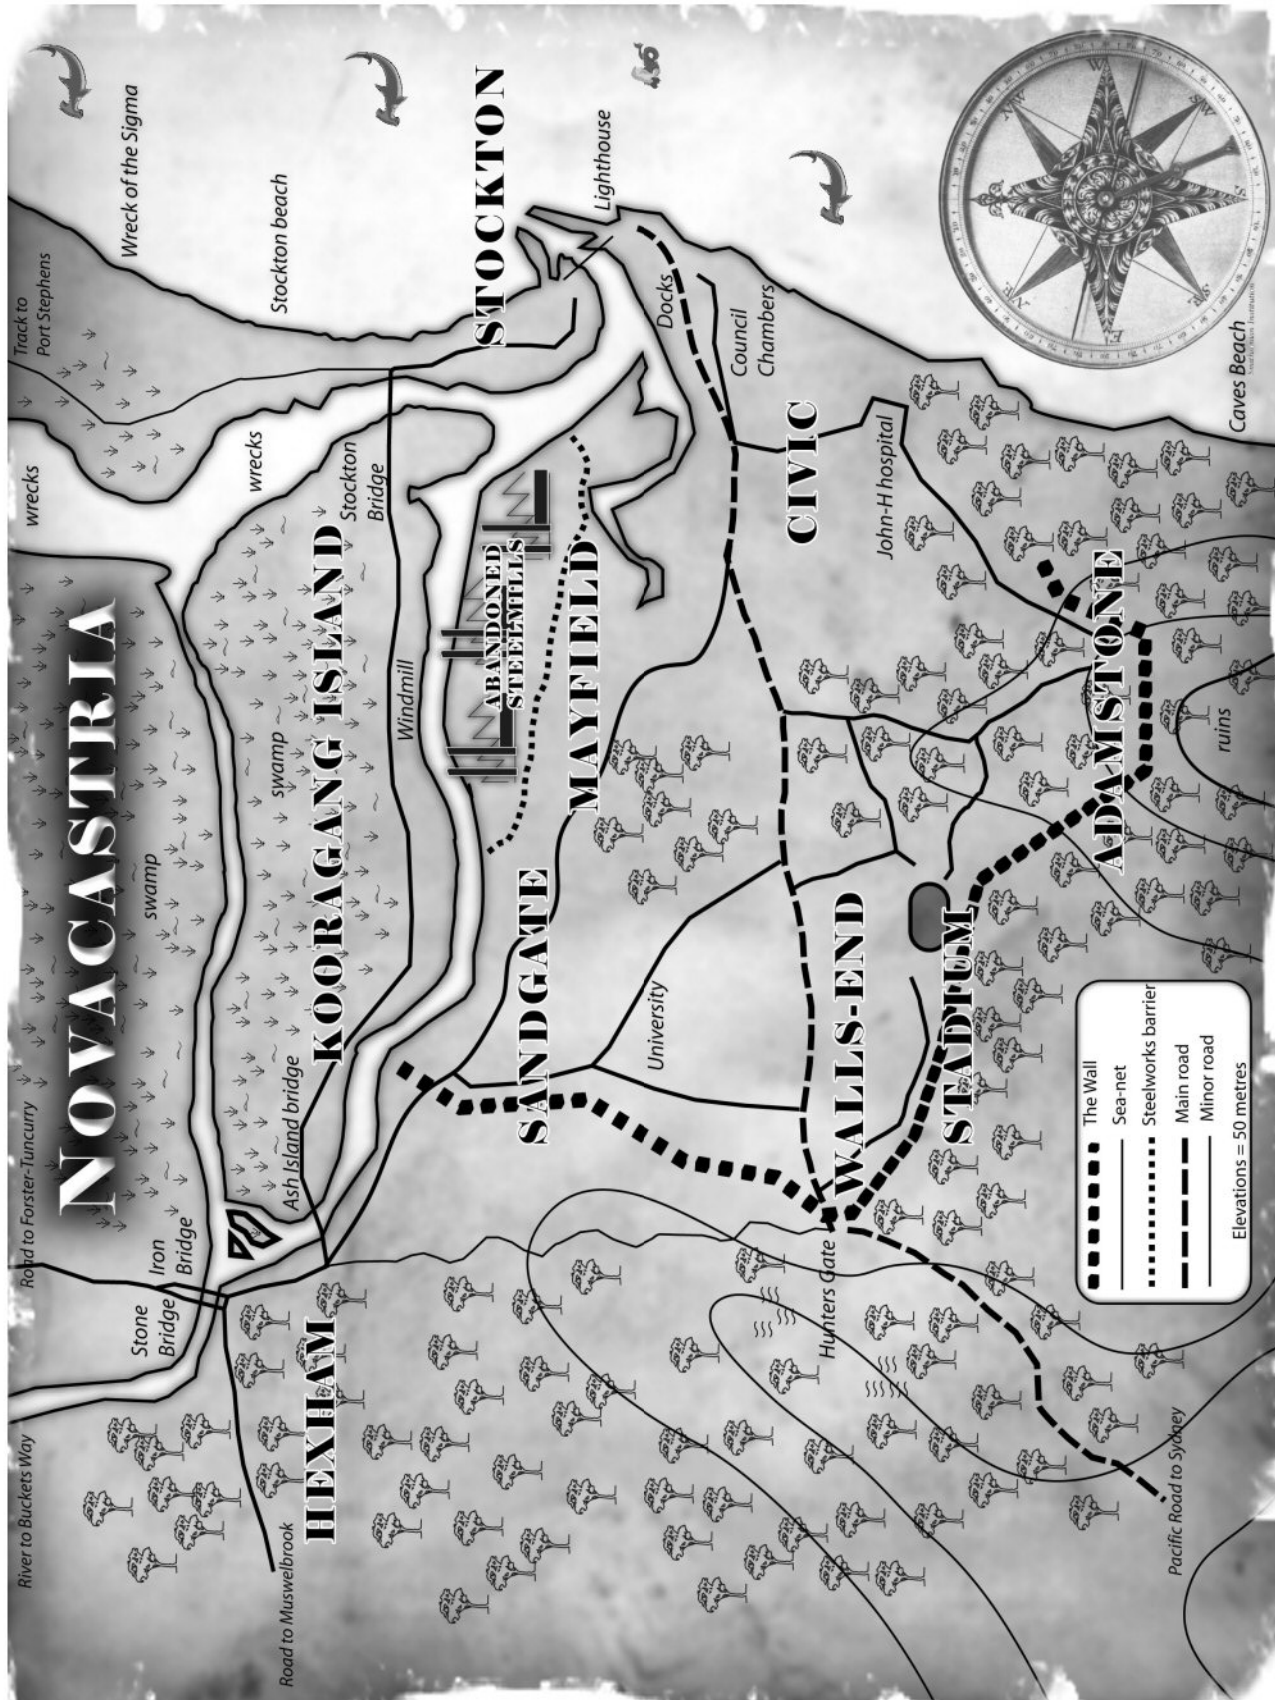 NOVACASTRIA
River to Buckets Way
Road to Forster-Tuncurry
wrecks
Track to
Port Stephens
Wreck of the Sigma
Stone
Bridge
Iron
Bridge
swamp
wrecks
Stockton beach
Road to Muswelbrook
HEXHAM
Ash Island bridge
swamp
KOORAGANG ISLAND
Stockton
Bridge
Windmill
STOCKTON
ABANDONED
STEELMILLS
SANDGATE
MAYFIELD
Lighthouse
University
Docks
Council
Chambers
CIVIC
Hunters Gate
WALLS-END
John-H hospital
STADIUM
ADAMSTONE
Pacific Road to Sydney
ruins
Caves Beach
N.W.
W
S.W.
S
S.E.
E
N.E.
The Wall
Sea-net
Steelworks barrier
Main road
Minor road
Elevations = 50 metres